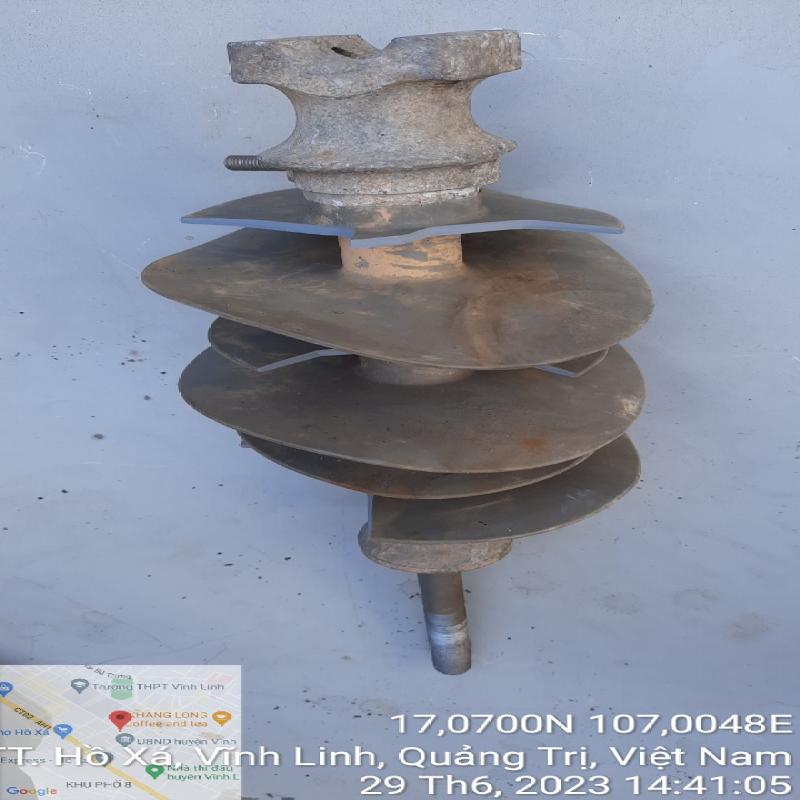 Trường THPT Vĩnh Linh
KHANG LONG
coffee and tea
UBND huyện Vĩnh
Express
Nhà thi đấu
huyện Vĩnh L
KHU PHỐ 8
Google
17,0700N 107,0048E
TT. Hồ Xá, Vĩnh Linh, Quảng Trị, Việt Nam
29 Th6, 2023 14:41:05